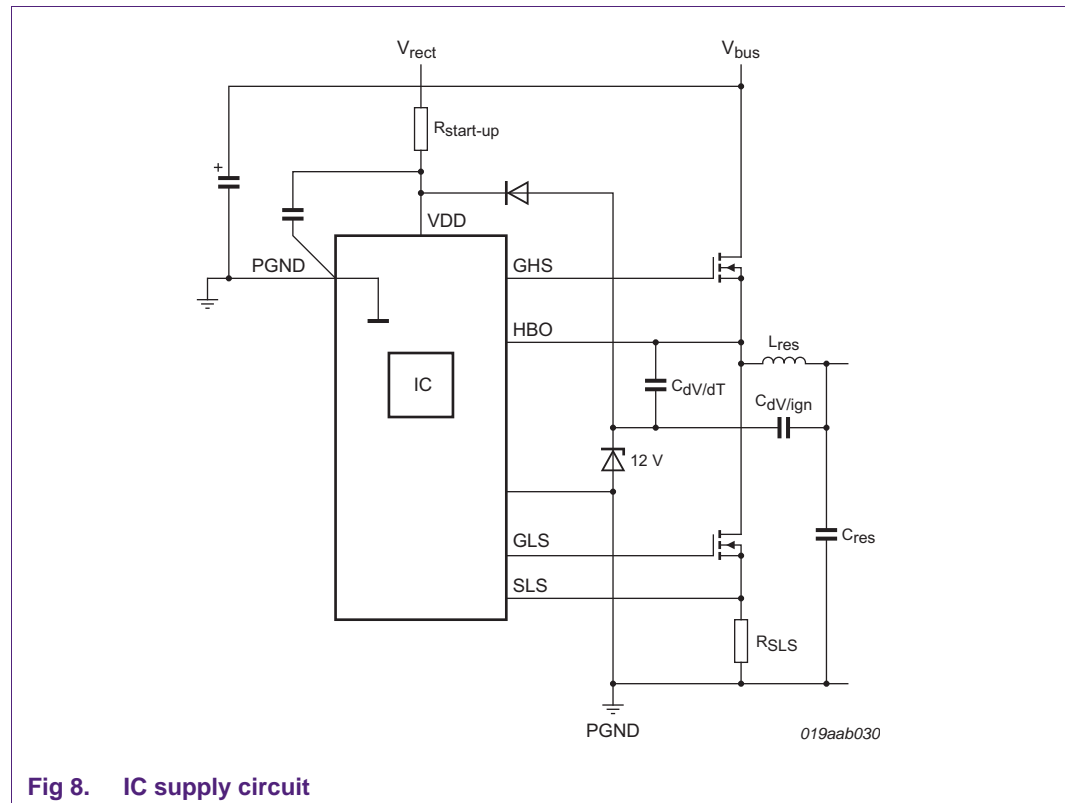 Vrect
Vbus
Rstart-up
+
VDD
PGND
GHS
HBO
Lres
IC
CdV/dT
CdV/ign
12 V
GLS
Cres
SLS
RSLS
PGND
019aab030
Fig 8. IC supply circuit